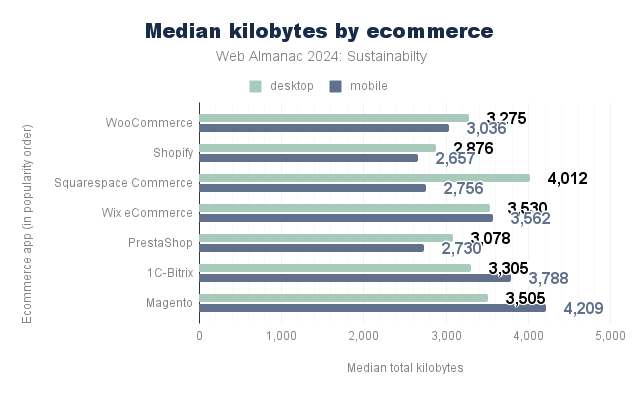 Median kilobytes by ecommerce
Web Almanac 2024: Sustainabilty
desktop mobile
Ecommerce app (in popularity order)
WooCommerce 3,275 3,036
Shopify 2,876 2,657
Squarespace Commerce 4,012 2,756
Wix eCommerce 3,530 3,562
PrestaShop 3,078 2,730
1C-Bitrix 3,305 3,788
Magento 3,505 4,209
0 1,000 2,000 3,000 4,000 5,000
Median total kilobytes